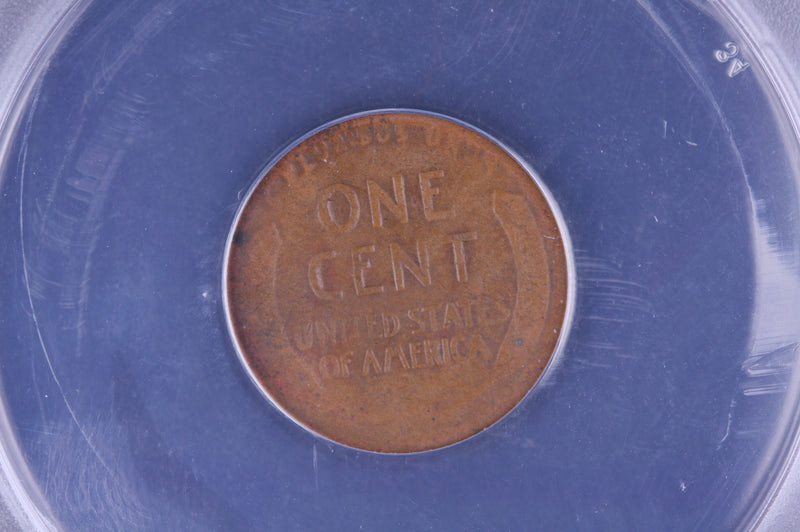 ONE
CENT
UNITED STATES
OF AMERICA